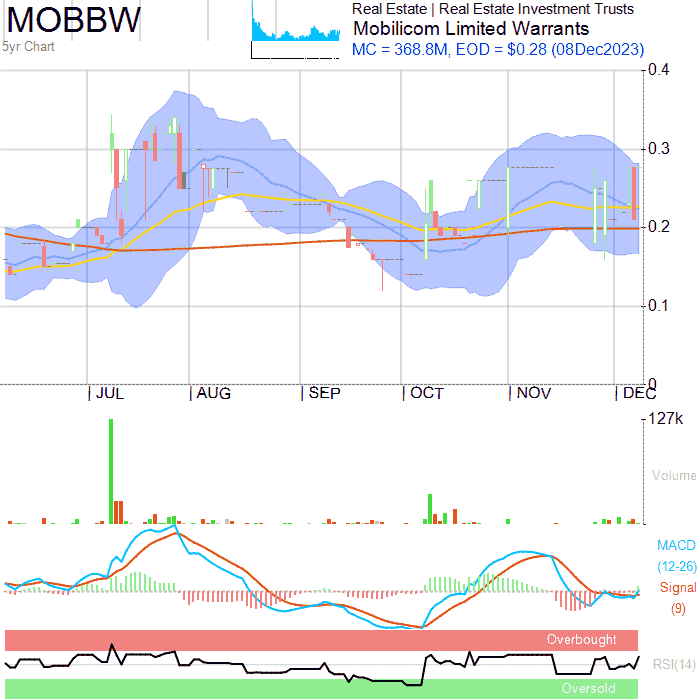 MOBBW
5yr Chart
Real Estate | Real Estate Investment Trusts
Mobilicom Limited Warrants
MC = 368.8M, EOD = $0.28 (08Dec2023)
0.4
0.3
0.2
0.1
0
JUL
AUG
SEP
OCT
NOV
DEC
127k
Volume
MACD
(12-26)
Signal
(9)
Overbought
RSI(14)
Oversold